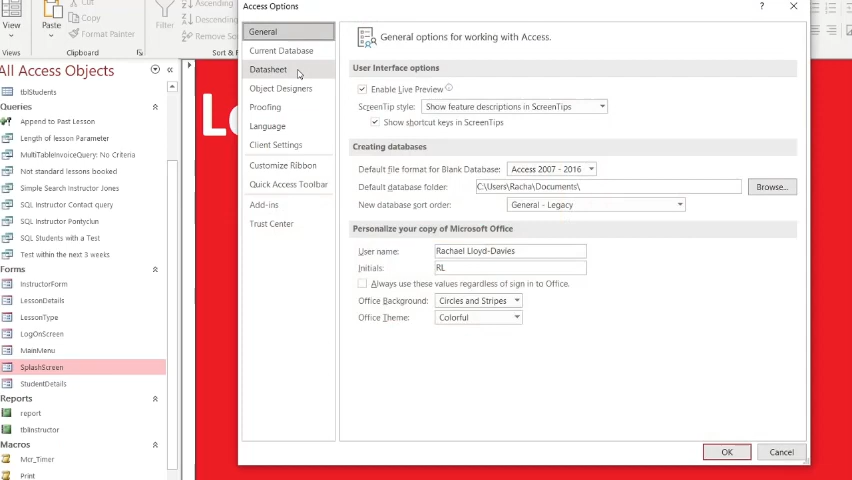 Access Options
?
Cut
Copy
Format Painter
View
Paste
Filter
Ascending
Descending
Remove
Views
Clipboard
Sort &
All Access Objects
tblStudents
Queries
Append to Past Lesson
Length of lesson Parameter
MultiTableInvoiceQuery: No Criteria
Not standard lessons booked
Simple Search Instructor Jones
SQL Instructor Contact query
SQL Instructor Pontyclun
SQL Students with a Test
Test within the next 3 weeks
Forms
InstructorForm
LessonDetails
LessonType
LogOnScreen
MainMenu
SplashScreen
StudentDetails
Reports
report
tblinstructor
Macros
Mcr_Timer
Print
General
Current Database
Datasheet
Object Designers
Proofing
Language
Client Settings
Customize Ribbon
Quick Access Toolbar
Add-ins
Trust Center
General options for working with Access.
User Interface options
Enable Live Preview
ScreenTip style: Show feature descriptions in ScreenTips
Show shortcut keys in ScreenTips
Creating databases
Default file format for Blank Database: Access 2007 - 2016
Default database folder: C:\Users\Racha\Documents\ Browse...
New database sort order: General - Legacy
Personalize your copy of Microsoft Office
User name: Rachael Lloyd-Davies
Initials: RL
Always use these values regardless of sign in to Office.
Office Background: Circles and Stripes
Office Theme: Colorful
OK Cancel